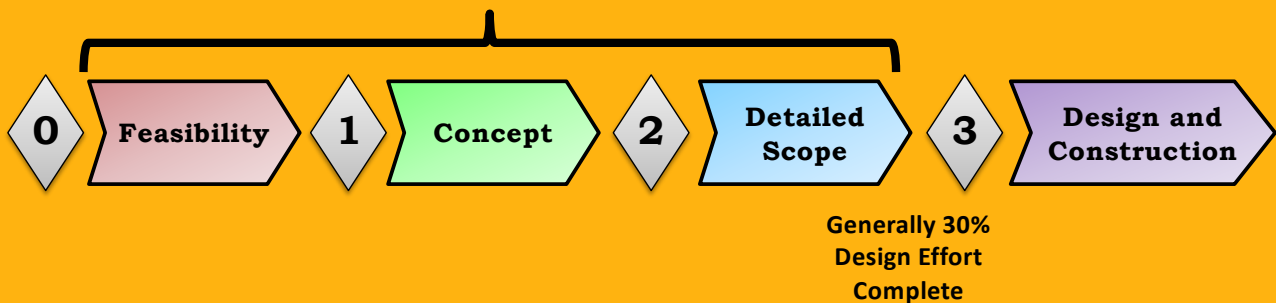 0
Feasibility
1
Concept
2
Detailed
Scope
3
Design and
Construction
Generally 30%
Design Effort
Complete